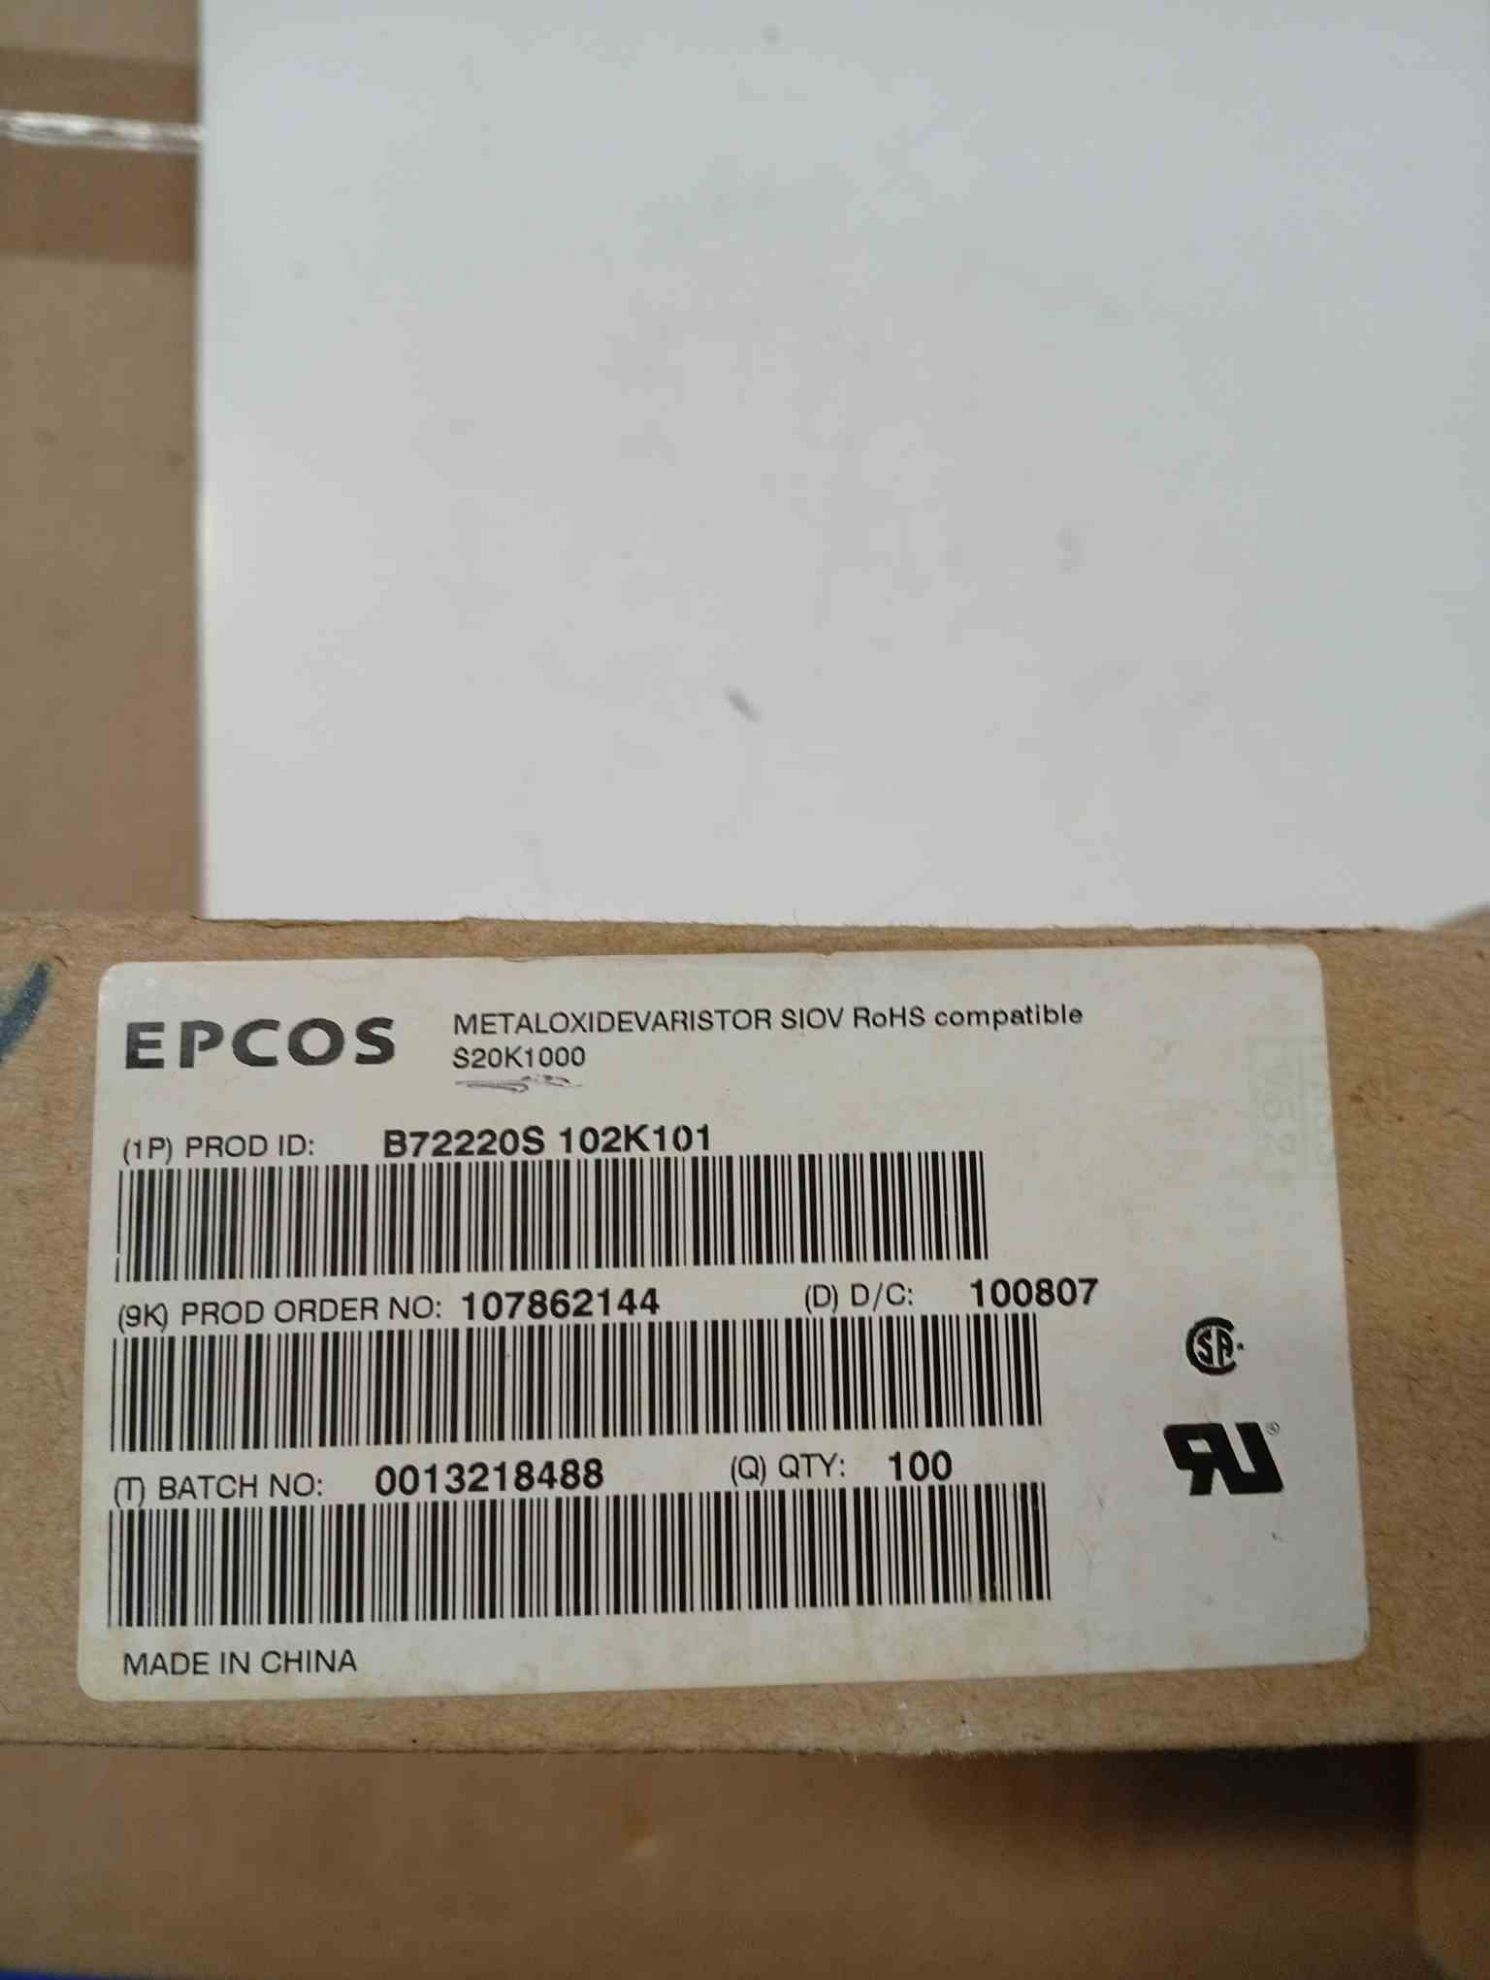 EPCOS
METALOXIDEVARISTOR SIOV RoHS compatible
S20K1000
(1P) PROD ID: B72220S 102K101
(9K) PROD ORDER NO: 107862144 (D) D/C: 100807
(T) BATCH NO: 0013218488 (Q) QTY: 100
MADE IN CHINA